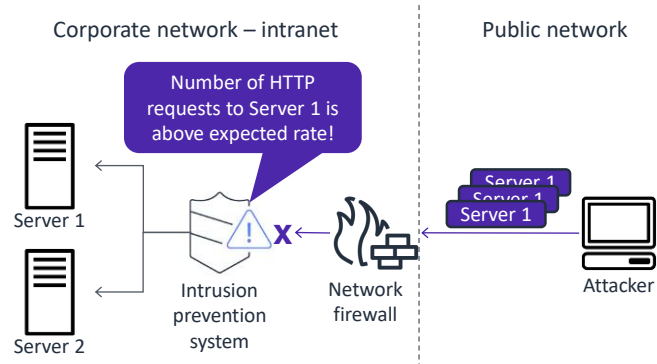 Corporate network – intranet
Public network
Number of HTTP
requests to Server 1 is
above expected rate!
Server 1
Server 1
Server 1
Server 1
X
Server 2
Intrusion
prevention
system
Network
firewall
Attacker